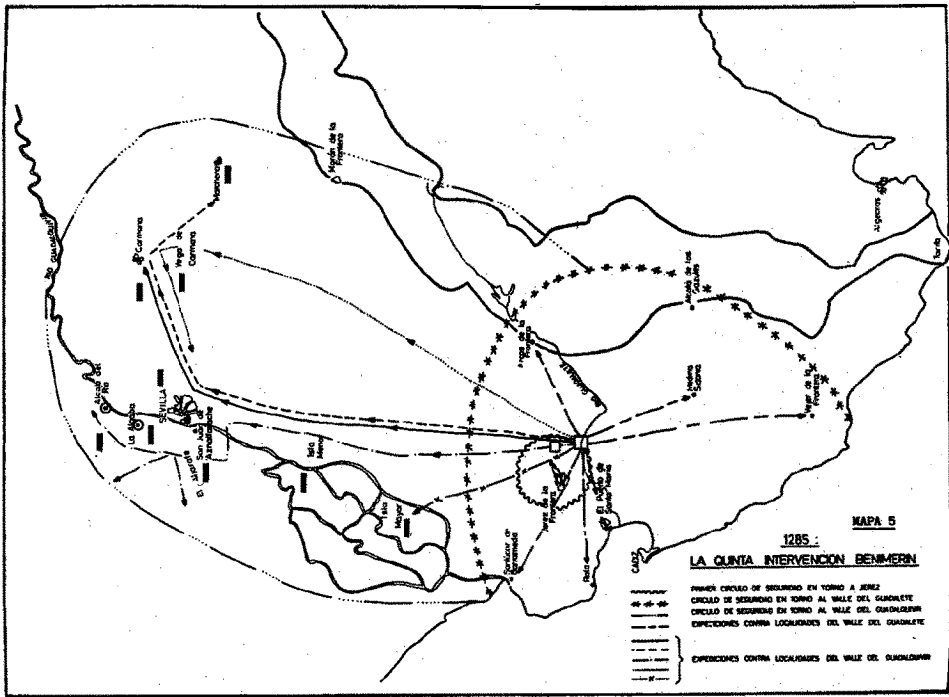 MAPA 5
1285 :
LA QUINTA INTERVENCION BENIMERIN
PRIMER CIRCULO DE SEGURIDAD EN TORNO A JEREZ
CIRCULO DE SEGURIDAD EN TORNO AL VALLE DEL GUADALETE
CIRCULO DE SEGURIDAD EN TORNO AL VALLE DEL GUADALQUIVIR
EXPEDICIONES CONTRA LOCALIDADES DEL VALLE DEL GUADALETE
EXPEDICIONES CONTRA LOCALIDADES DEL VALLE DEL GUADALQUIVIR
Alcalá del
Río
La Algaba
SEVILLA
San Juan de
Aznalfarache
El Aljarafe
Carmona
Vega de
Carmona
Marchena
Morón de la
Frontera
Isla
Menor
Isla
Mayor
Sanlúcar de
Barrameda
Jerez de la
Frontera
El Puerto de
Santa María
Rota
CADIZ
Arcos de la
Frontera
Medina
Sidonia
Alcalá de los
Gazules
Vejer de la
Frontera
Algeciras
Tarifa